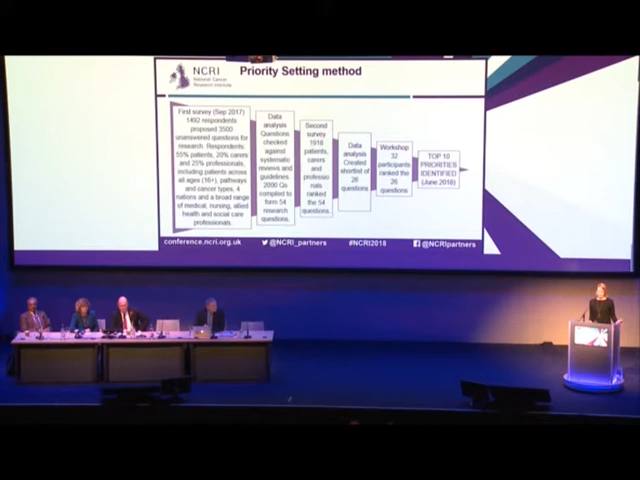 NCRI
National Cancer
Research Institute
Priority Setting method
First survey (Sep 2017)
1492 respondents
proposed 3500
unanswered questions for
research. Respondents:
55% patients, 20% carers
and 25% professionals,
including patients across
all ages (16+), pathways
and cancer types, 4
nations and a broad range
of medical, nursing, allied
health and social care
professionals.
Data
analysis
Questions
checked
against
systematic
reviews and
guidelines
2000 Qs
compiled to
form 54
research
questions.
Second
survey
1918
patients,
carers and
professio
nals
ranked
the 54
questions.
Data
analysis
Created
shortlist of
26
questions
Workshop
32
participants
ranked the
26
questions
TOP 10
PRIORITIES
IDENTIFIED
(June 2018)
conference.ncri.org.uk
@NCRI_partners
#NCRI2018
@NCRIpartners